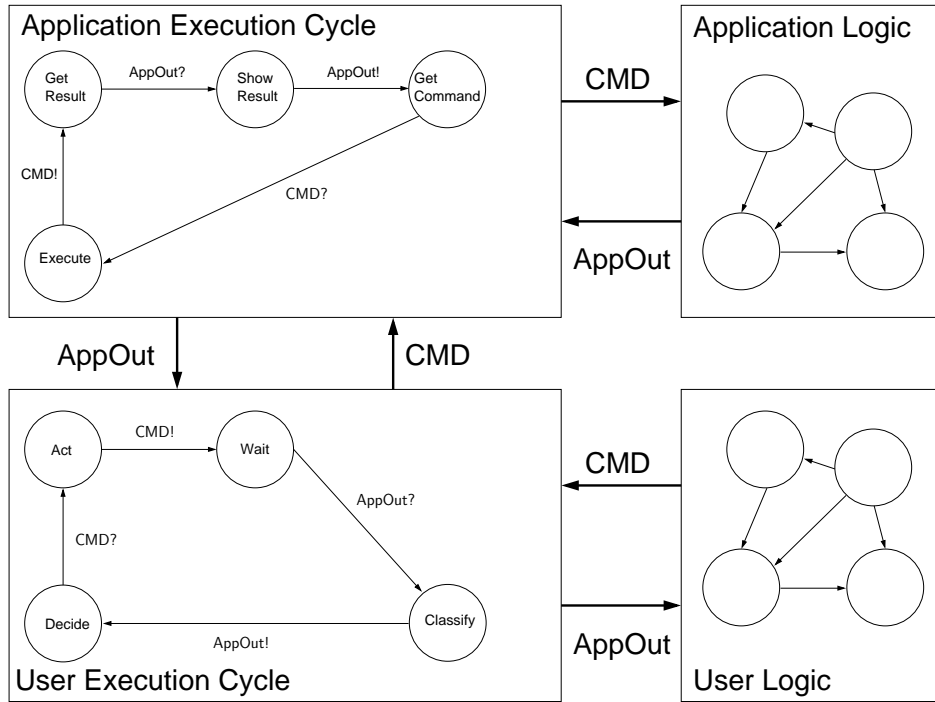 Application Execution Cycle
Get
Result
AppOut?
Show
Result
AppOut!
Get
Command
CMD!
CMD?
Execute
CMD
AppOut
Application Logic
AppOut
CMD
Act
CMD!
Wait
AppOut?
CMD?
Decide
AppOut!
Classify
User Execution Cycle
CMD
AppOut
User Logic